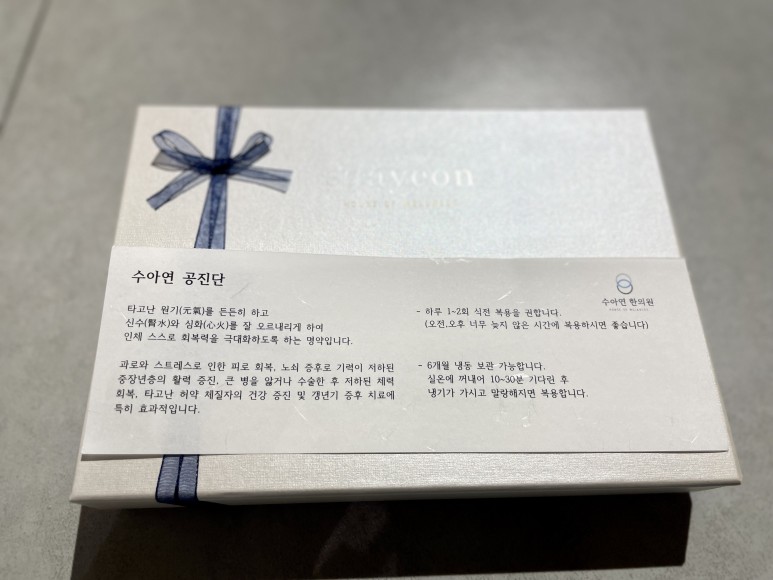 수아연 공진단
타고난 원기(元氣)를 든든히 하고
신수(腎水)와 심화(心火)를 잘 오르내리게 하여
인체 스스로 회복력을 극대화하도록 하는 명약입니다.
과로와 스트레스로 인한 피로 회복, 노쇠 증후로 기력이 저하된
중장년층의 활력 증진, 큰 병을 앓거나 수술한 후 저하된 체력
회복, 타고난 허약 체질자의 건강 증진 및 갱년기 증후 치료에
특히 효과적입니다.
수아연 한의원
- 하루 1~2회 식전 복용을 권합니다.
(오전,오후 너무 늦지 않은 시간에 복용하시면 좋습니다)
- 6개월 냉동 보관 가능합니다.
실온에 꺼내어 10~30분 기다린 후
냉기가 가시고 말랑해지면 복용합니다.